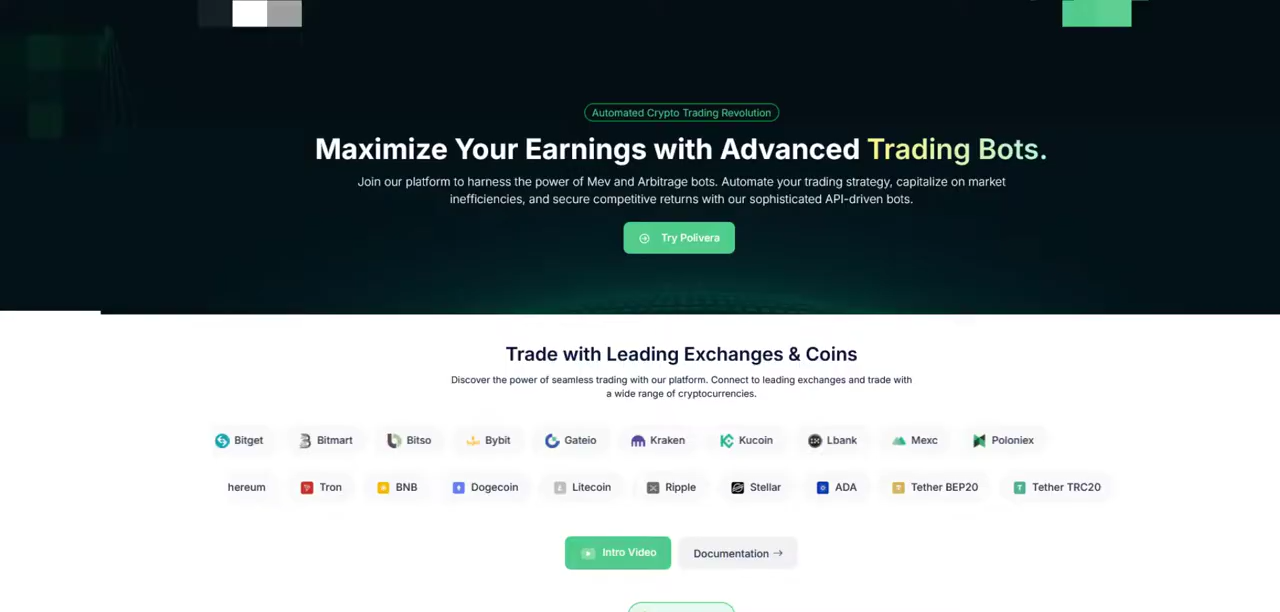 Automated Crypto Trading Revolution
Maximize Your Earnings with Advanced Trading Bots.
Join our platform to harness the power of Mev and Arbitrage bots. Automate your trading strategy, capitalize on market
inefficiencies, and secure competitive returns with our sophisticated API-driven bots.
Try Polivera
Trade with Leading Exchanges & Coins
Discover the power of seamless trading with our platform. Connect to leading exchanges and trade with
a wide range of cryptocurrencies.
Bitget Bitmart Bitso Bybit Gateio Kraken Kucoin Lbank Mexc Poloniex
hereum Tron BNB Dogecoin Litecoin Ripple Stellar ADA Tether BEP20 Tether TRC20
Intro Video Documentation →